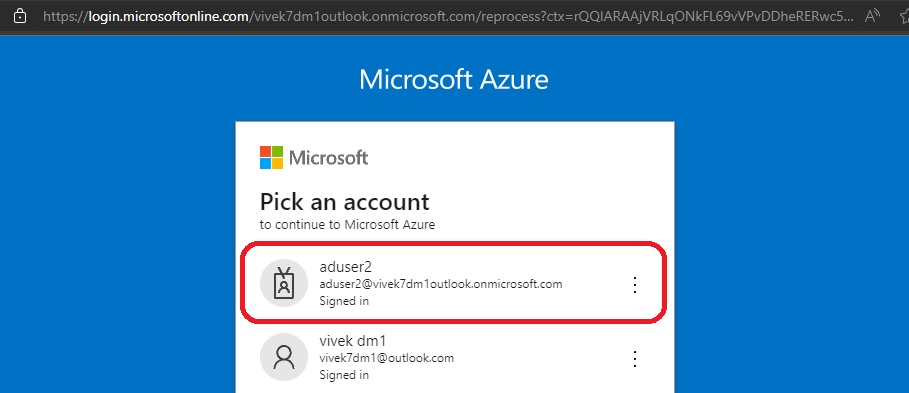 https://login.microsoftonline.com/vivek7dm1outlook.onmicrosoft.com/reprocess?ctx=rQQIARAAjVRLqONkFL69vVPvDDheRERwc5...
Microsoft Azure
Microsoft
Pick an account
to continue to Microsoft Azure
aduser2
aduser2@vivek7dm1outlook.onmicrosoft.com
Signed in
vivek dm1
vivek7dm1@outlook.com
Signed in